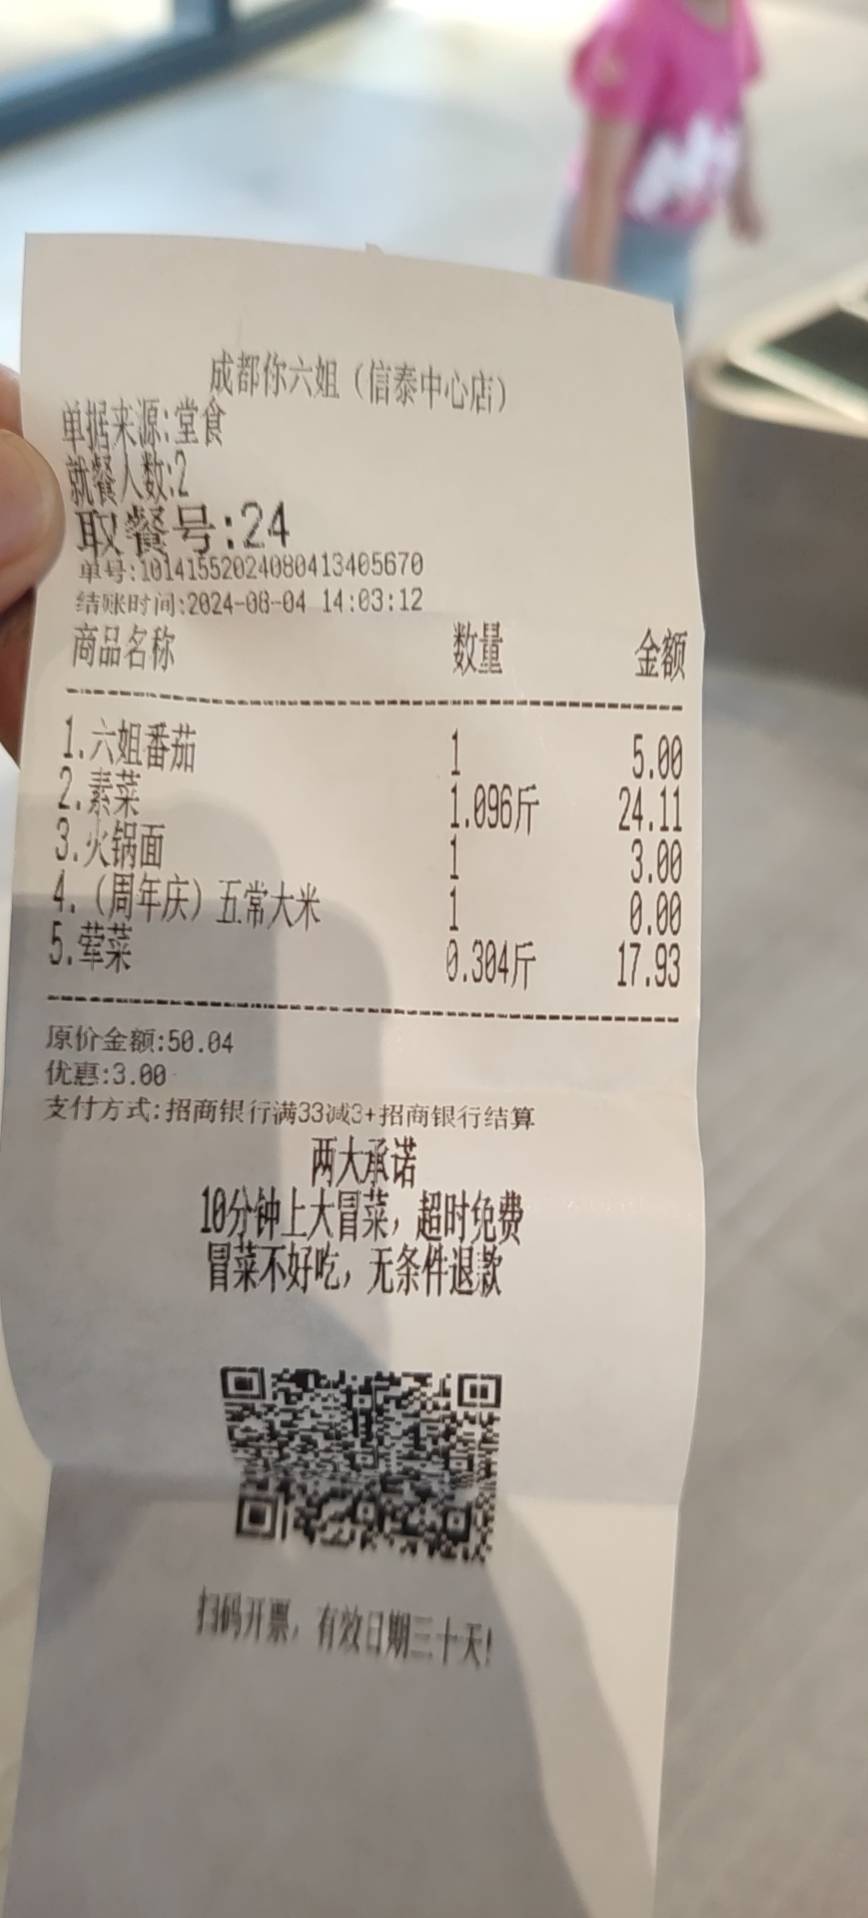 成都你六姐（信泰中心店）
单据来源:堂食
就餐人数:2
取餐号:24
单号:10141552024080413405670
结账时间:2024-08-04 14:03:12
商品名称 数量 金额
1.六姐番茄 1 5.00
2.素菜 1.096斤 24.11
3.火锅面 1 3.00
4.（周年庆）五常大米 1 0.00
5.荤菜 0.304斤 17.93
原价金额:50.04
优惠:3.00
支付方式:招商银行满33减3+招商银行结算
两大承诺
10分钟上大冒菜，超时免费
冒菜不好吃，无条件退款
扫码开票，有效日期三十天!